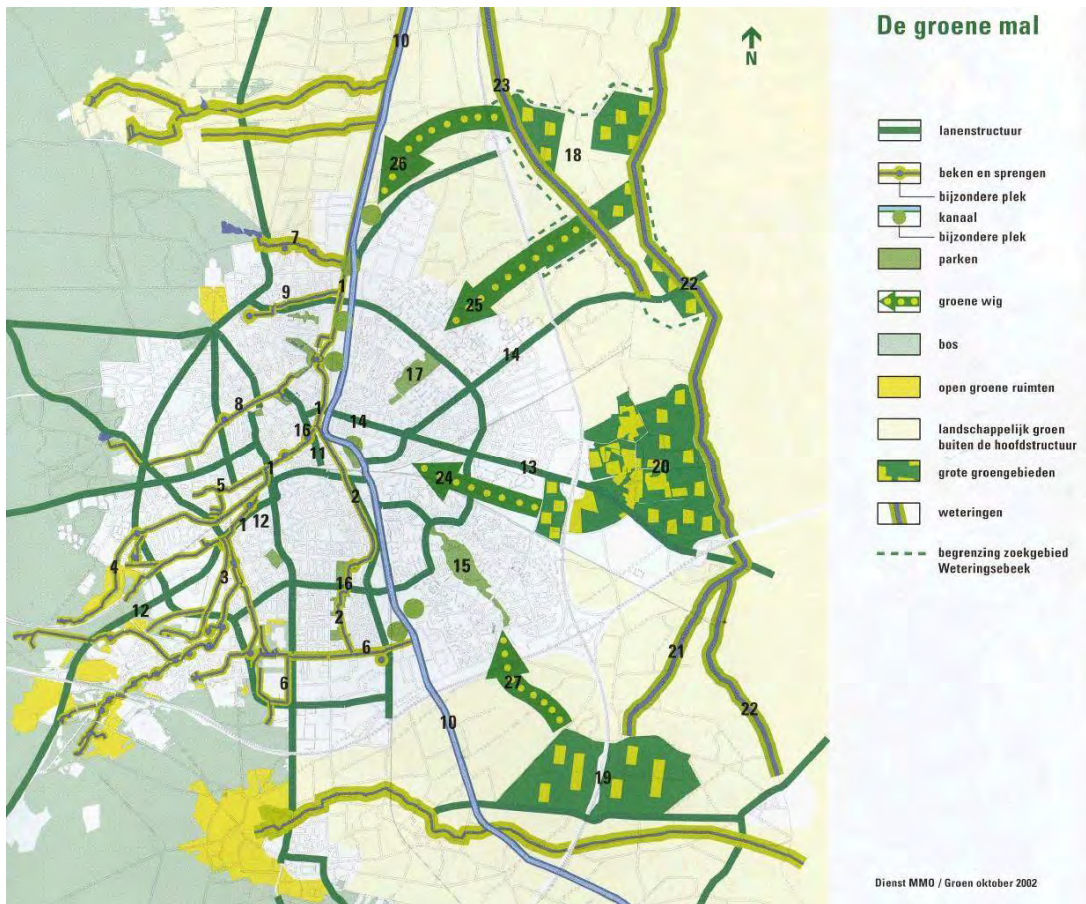 De groene mal
N
lanenstructuur
beken en sprengen
bijzondere plek
kanaal
bijzondere plek
parken
groene wig
bos
open groene ruimten
landschappelijk groen
buiten de hoofdstructuur
grote groengebieden
weteringen
begrenzing zoekgebied
Weteringsebeek
Dienst MMO / Groen oktober 2002
10
23
26
18
7
1
9
25
22
14
17
8
1
16
14
11
13
20
1
24
5
2
1
12
4
3
15
16
12
2
6
21
6
27
10
22
19